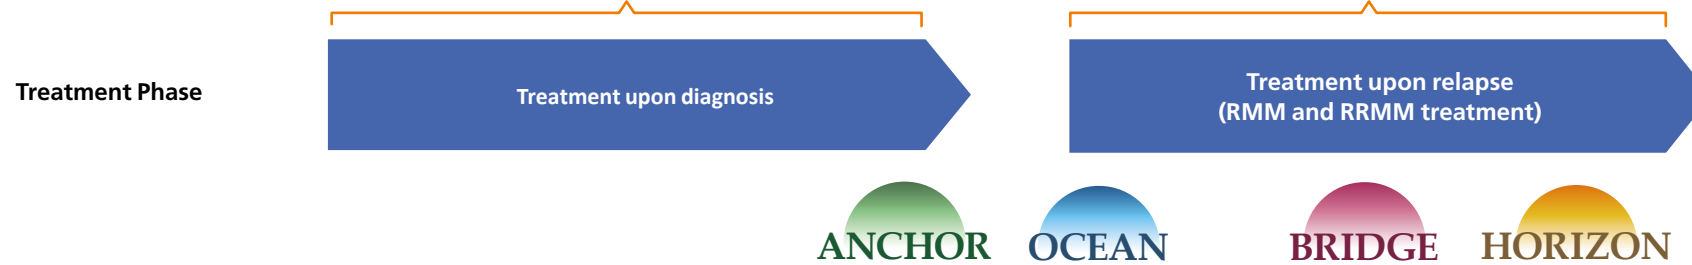 Treatment Phase
Treatment upon diagnosis
Treatment upon relapse
(RMM and RRMM treatment)
ANCHOR
OCEAN
BRIDGE
HORIZON